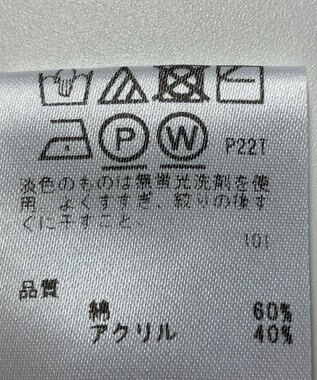 P
W
P22T
淡色のものは無蛍光洗剤を使
用 よくすすぎ、絞りの後す
ぐに干すこと。
101
品質
綿 60%
アクリル 40%